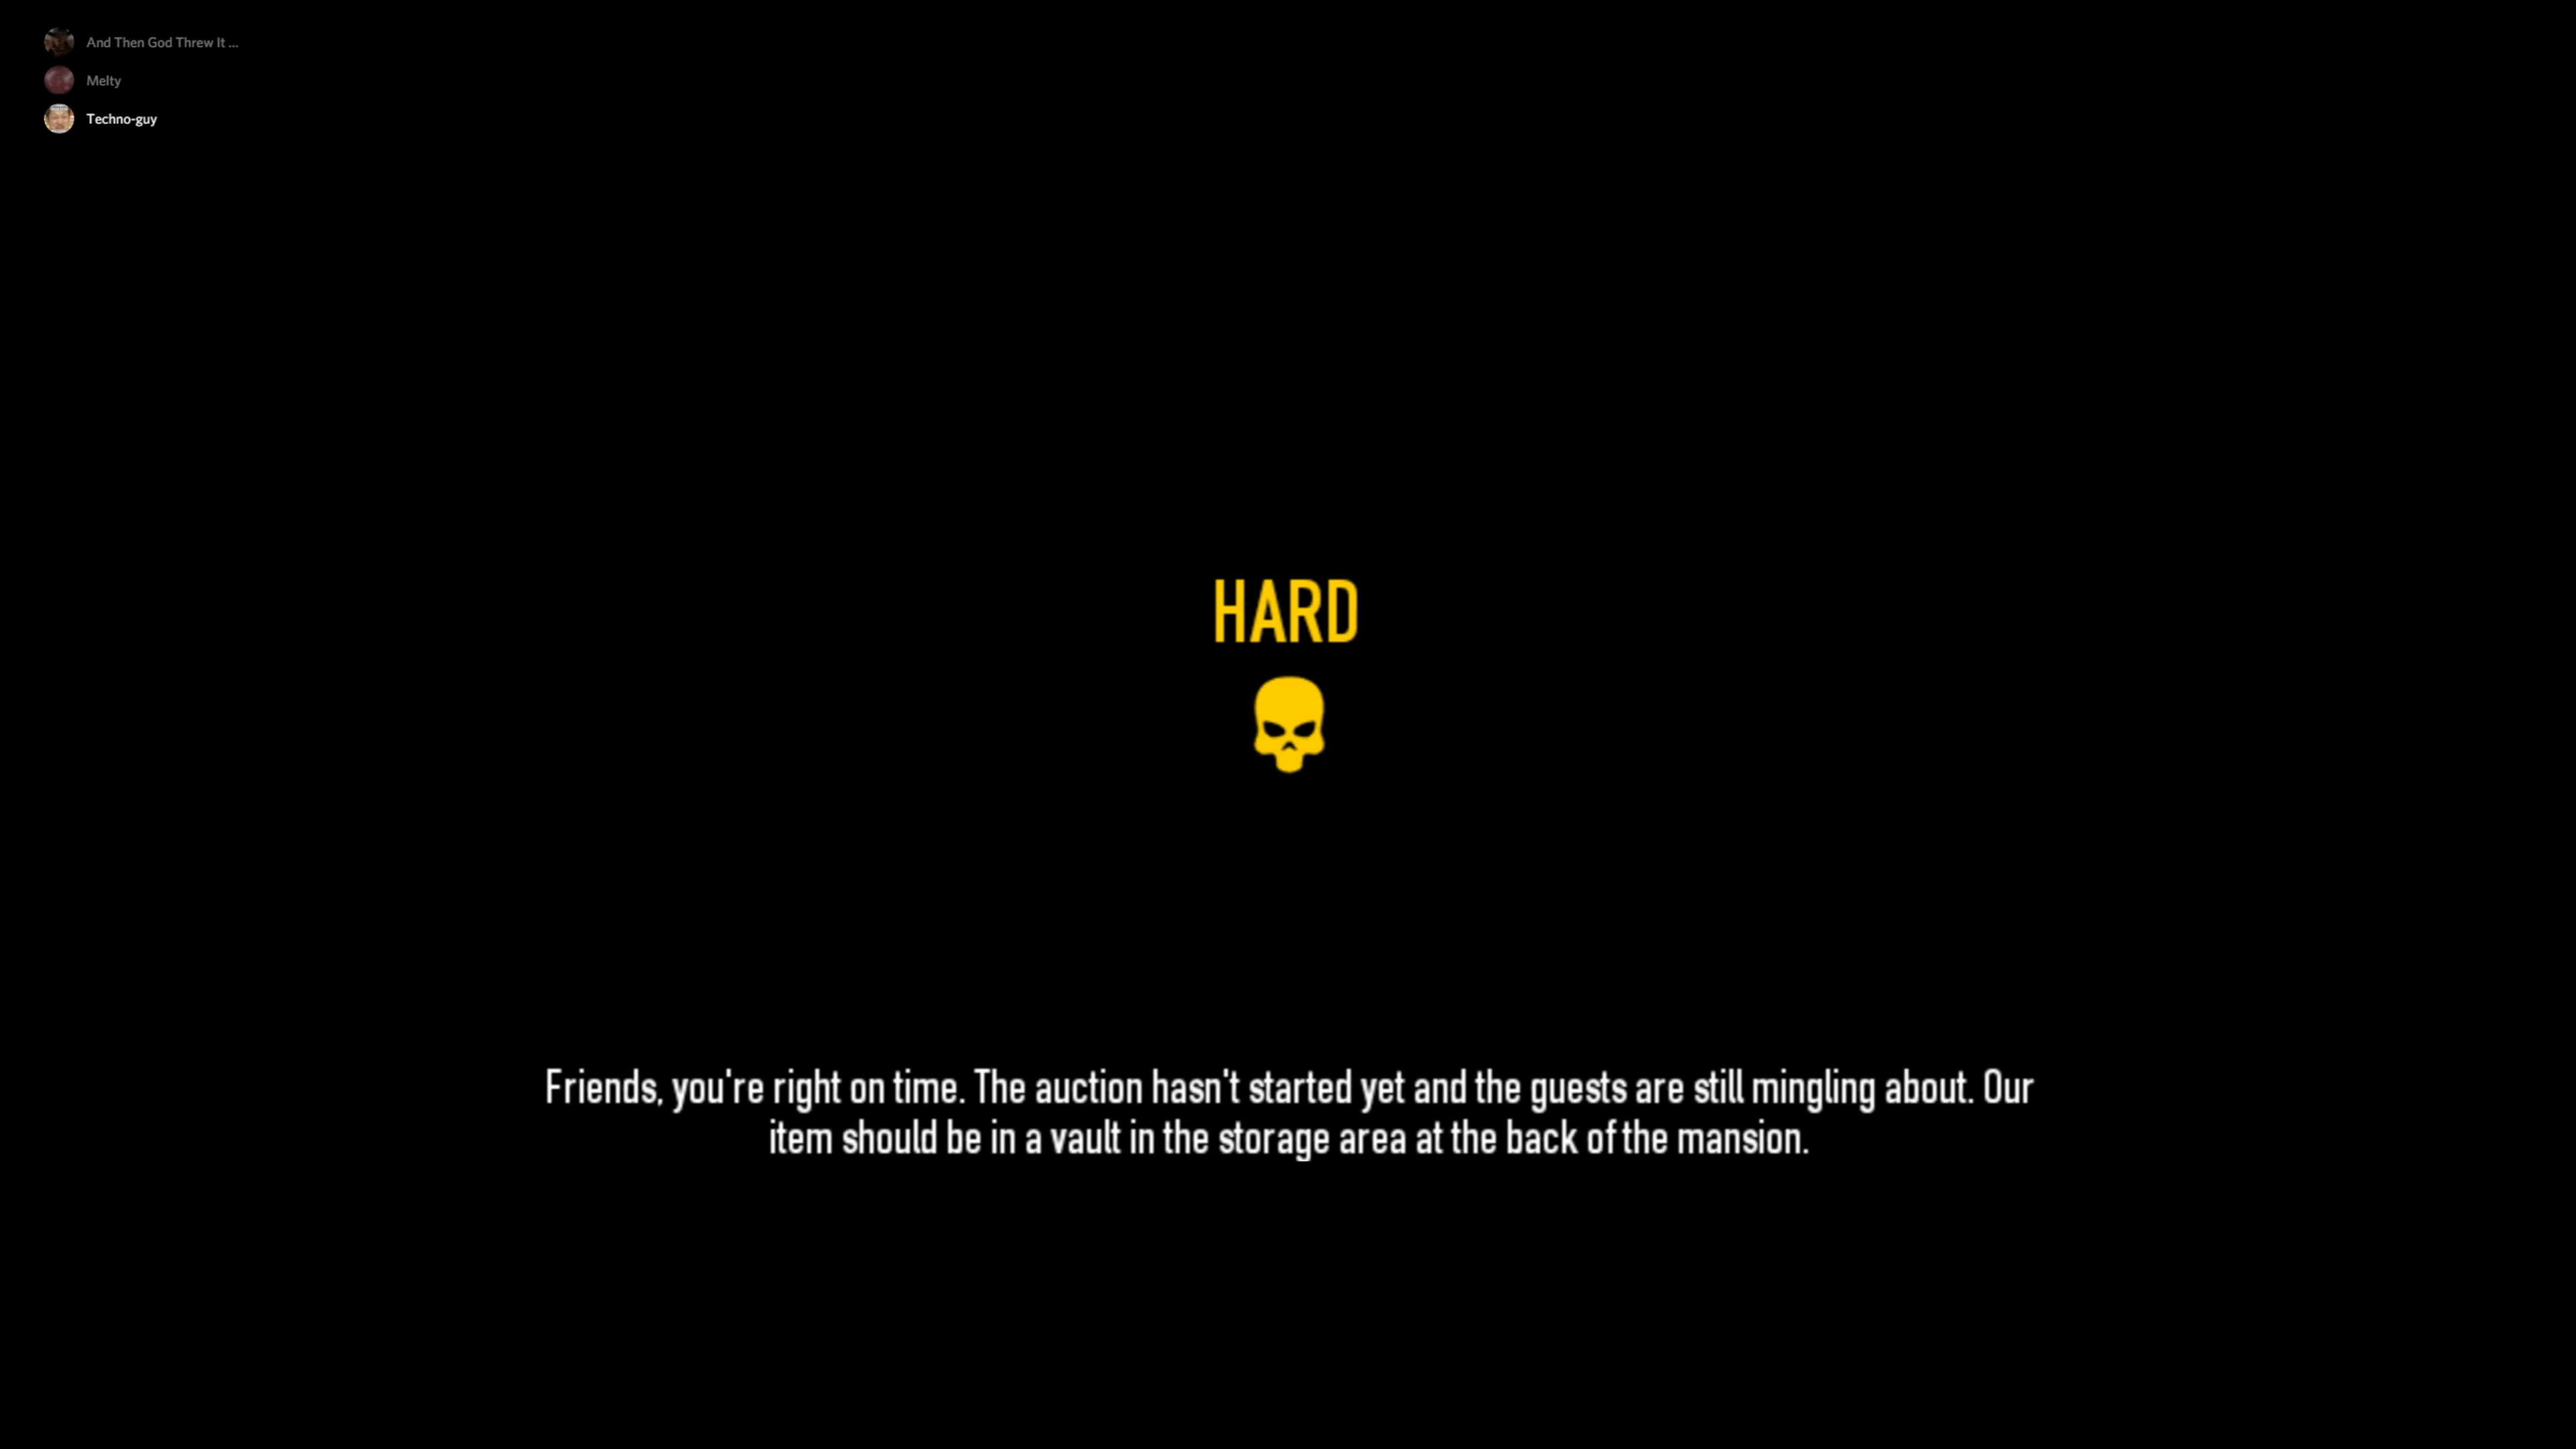 And Then God Threw It ...
Melty
Techno-guy
HARD
Friends, you're right on time. The auction hasn't started yet and the guests are still mingling about. Our
item should be in a vault in the storage area at the back of the mansion.